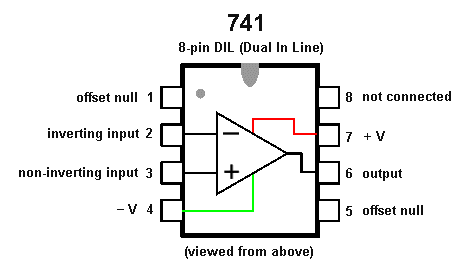 741
8-pin DIL (Dual In Line)
offset null 1
8 not connected
inverting input 2
−
7 + V
non-inverting input 3
+
6 output
− V 4
5 offset null
(viewed from above)